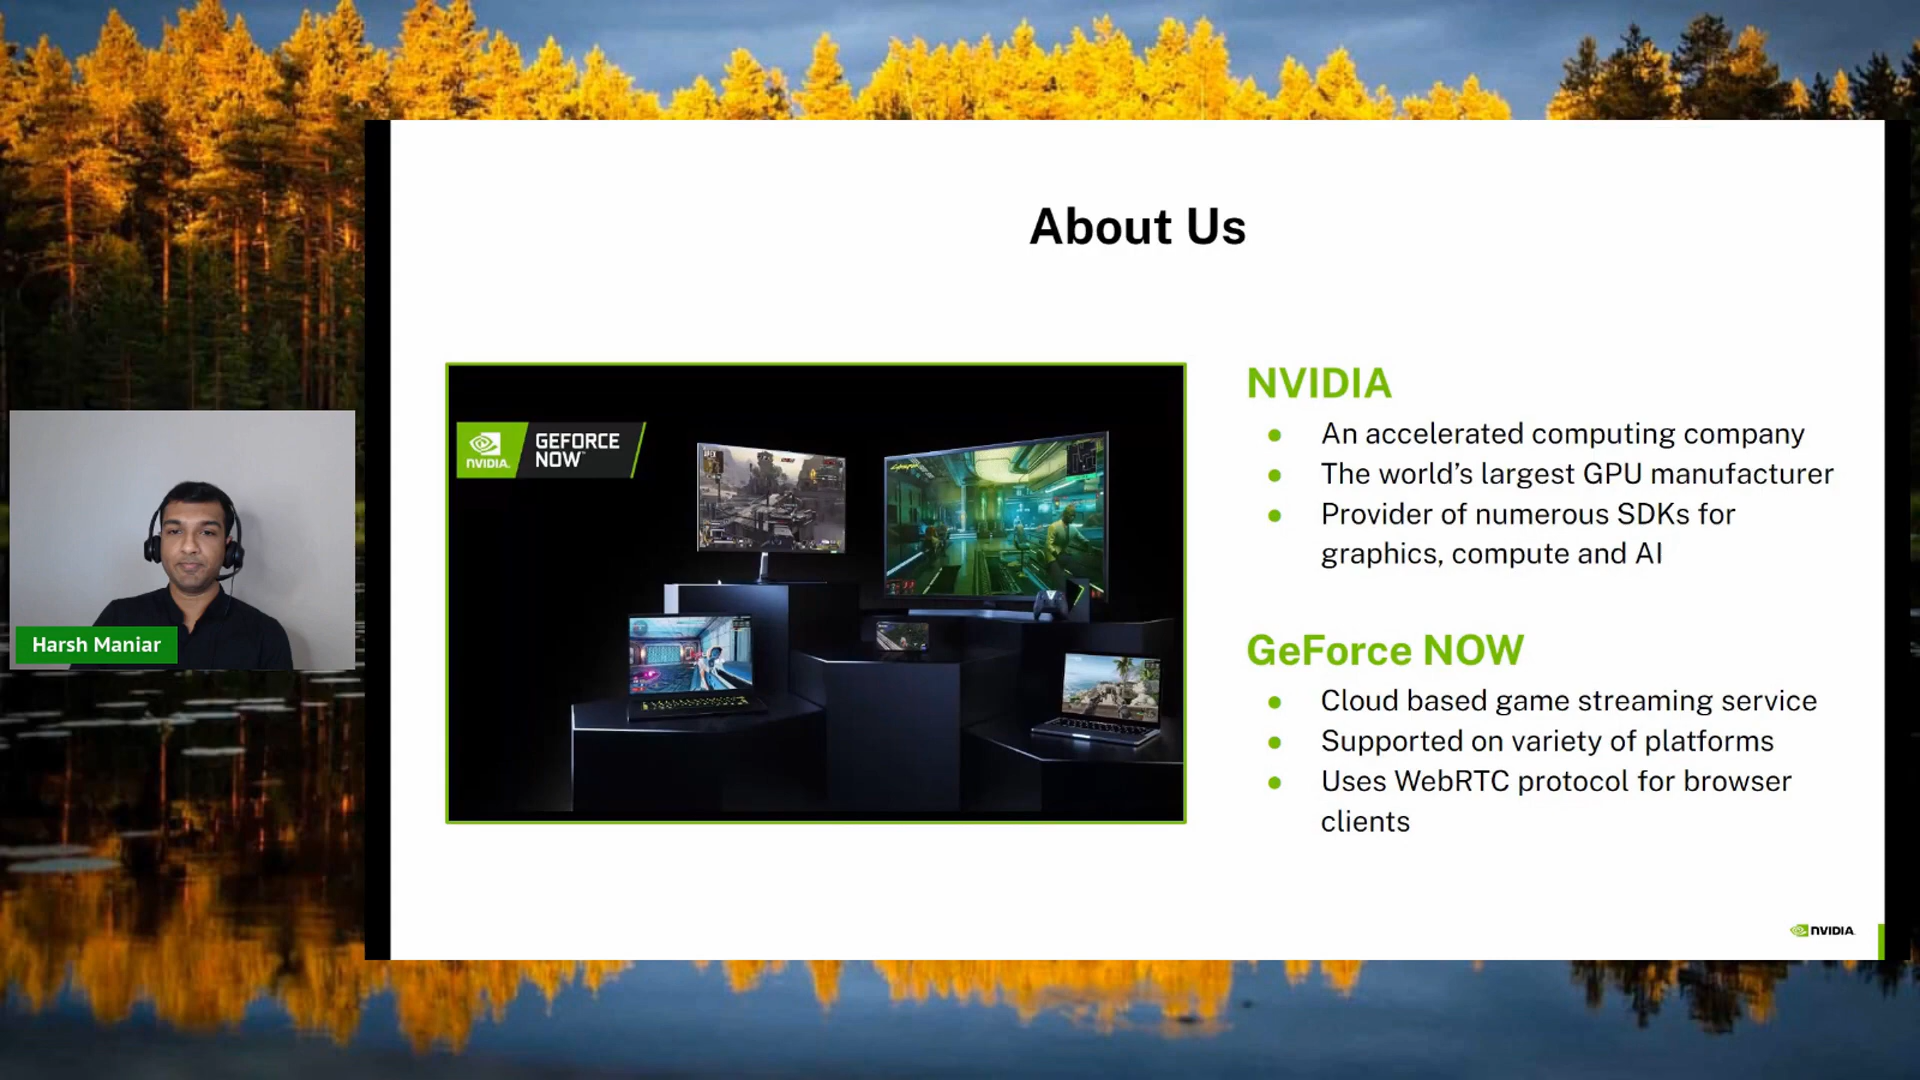 About Us
NVIDIA
GEFORCE
NOW
NVIDIA
An accelerated computing company
The world's largest GPU manufacturer
Provider of numerous SDKs for
graphics, compute and AI
GeForce NOW
Cloud based game streaming service
Supported on variety of platforms
Uses WebRTC protocol for browser
clients
Harsh Maniar
NVIDIA